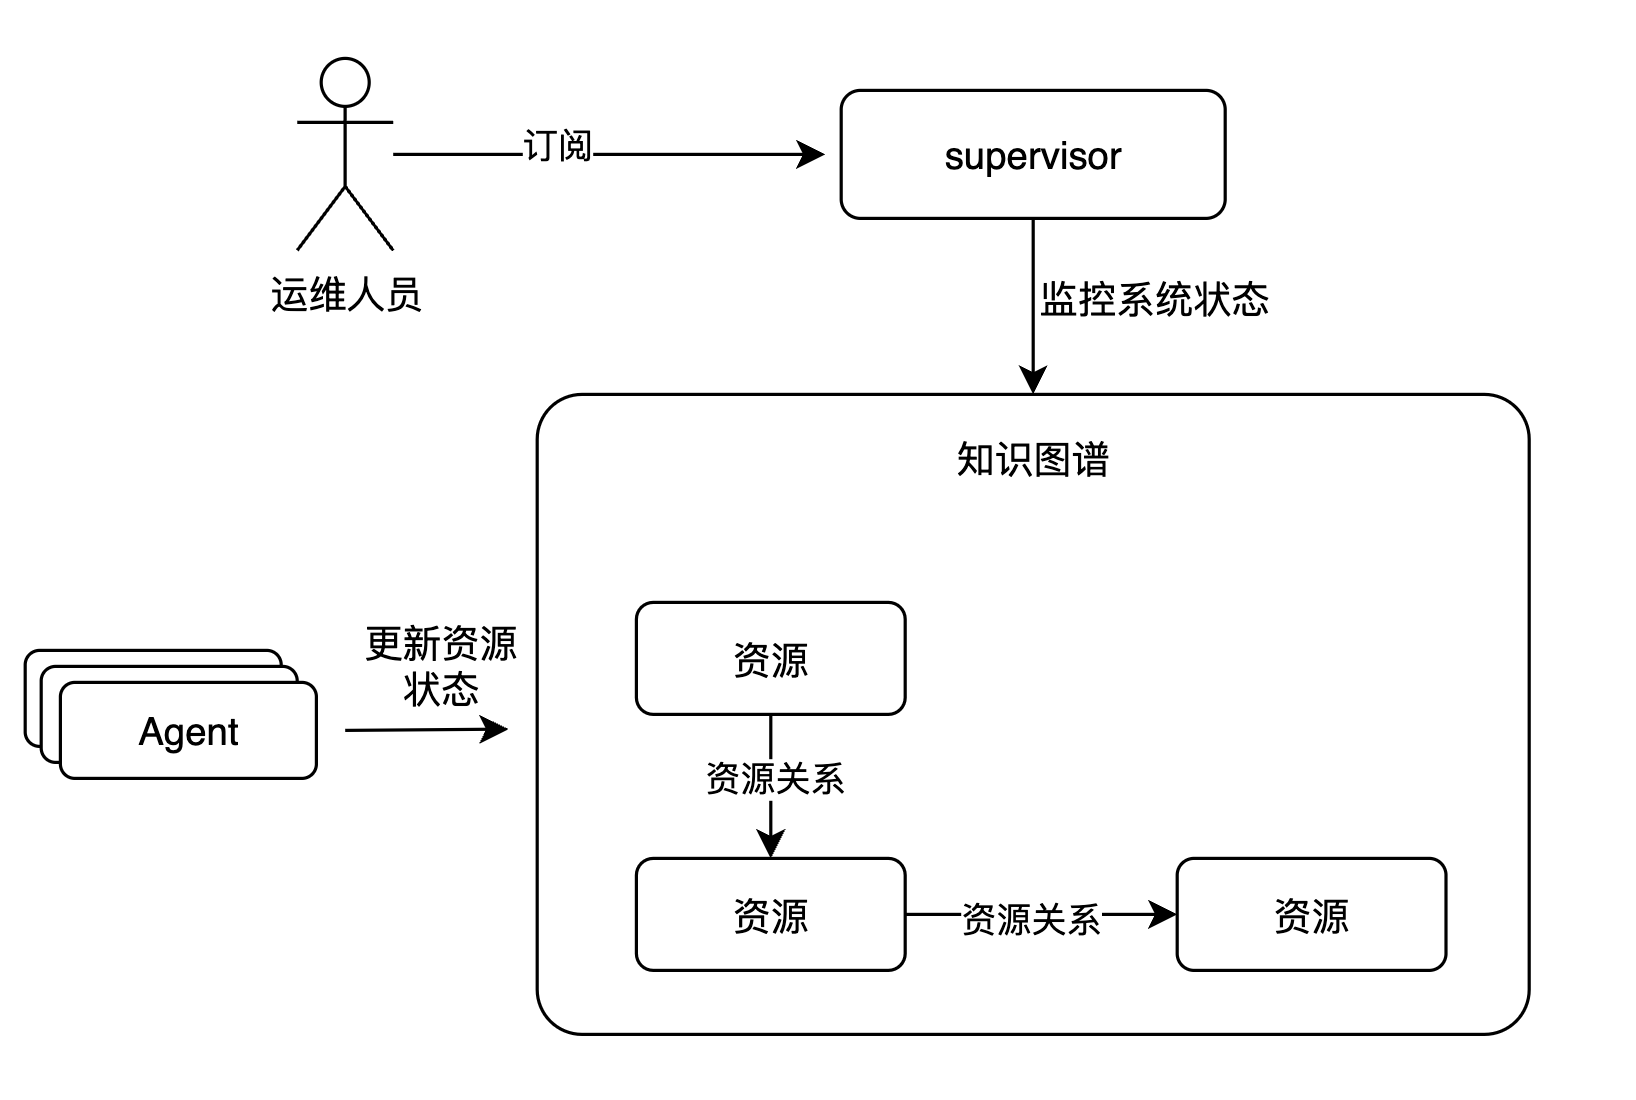 订阅
supervisor
运维人员
监控系统状态
知识图谱
更新资源
状态
资源
Agent
资源关系
资源
资源关系
资源